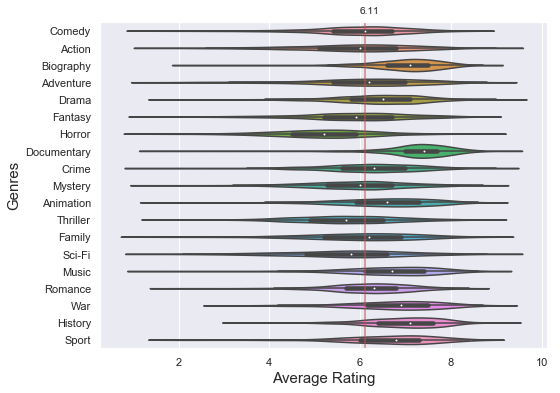 6.11
Comedy
Action
Biography
Adventure
Drama
Fantasy
Horror
Documentary
Crime
Mystery
Animation
Thriller
Family
Sci-Fi
Music
Romance
War
History
Sport
Genres
2 4 6 8 10
Average Rating